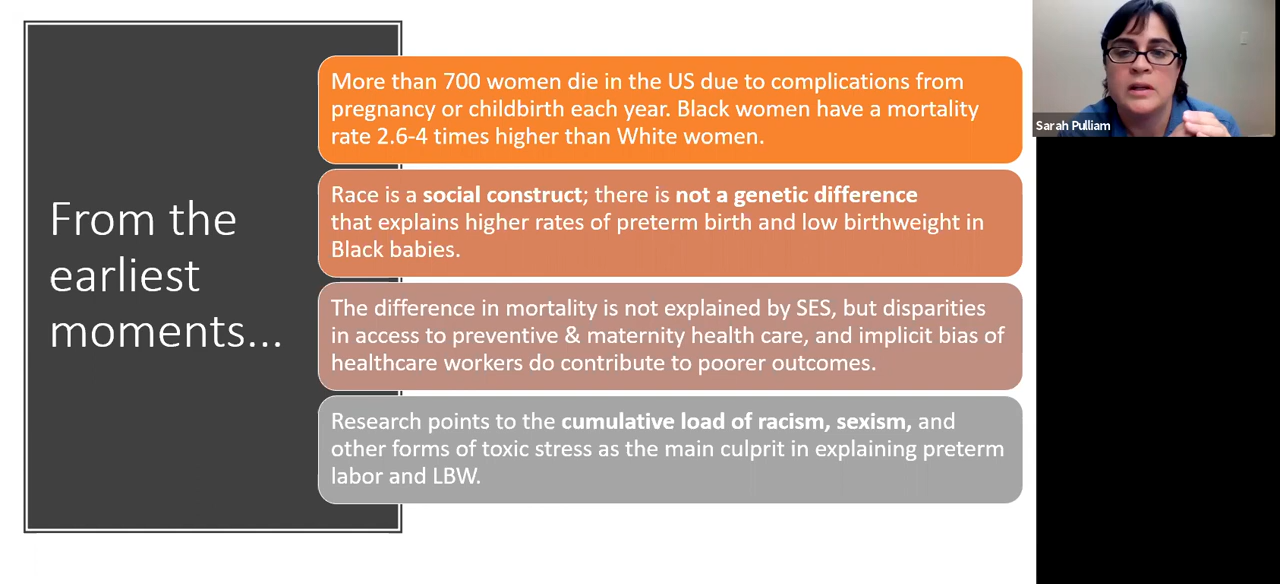 From the
earliest
moments...
More than 700 women die in the US due to complications from
pregnancy or childbirth each year. Black women have a mortality
rate 2.6-4 times higher than White women.
Race is a social construct; there is not a genetic difference
that explains higher rates of preterm birth and low birthweight in
Black babies.
The difference in mortality is not explained by SES, but disparities
in access to preventive & maternity health care, and implicit bias of
healthcare workers do contribute to poorer outcomes.
Research points to the cumulative load of racism, sexism, and
other forms of toxic stress as the main culprit in explaining preterm
labor and LBW.
Sarah Pulliam